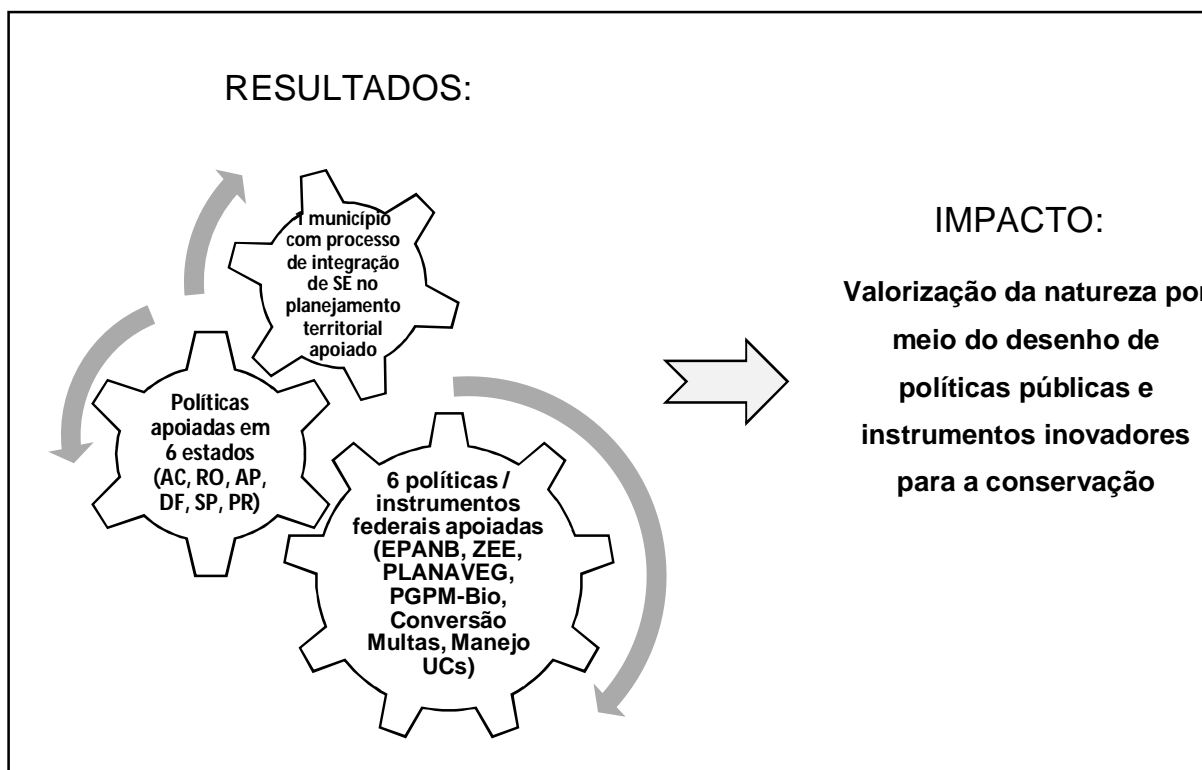 RESULTADOS:
1 município
com processo
de integração
de SE no
planejamento
territorial
apoiado
Políticas
apoiadas em
6 estados
(AC, RO, AP,
DF, SP, PR)
6 políticas /
instrumentos
federais apoiadas
(EPANB, ZEE,
PLANAVEG,
PGPM-Bio,
Conversão
Multas, Manejo
UCs)
IMPACTO:
Valorização da natureza por
meio do desenho de
políticas públicas e
instrumentos inovadores
para a conservação